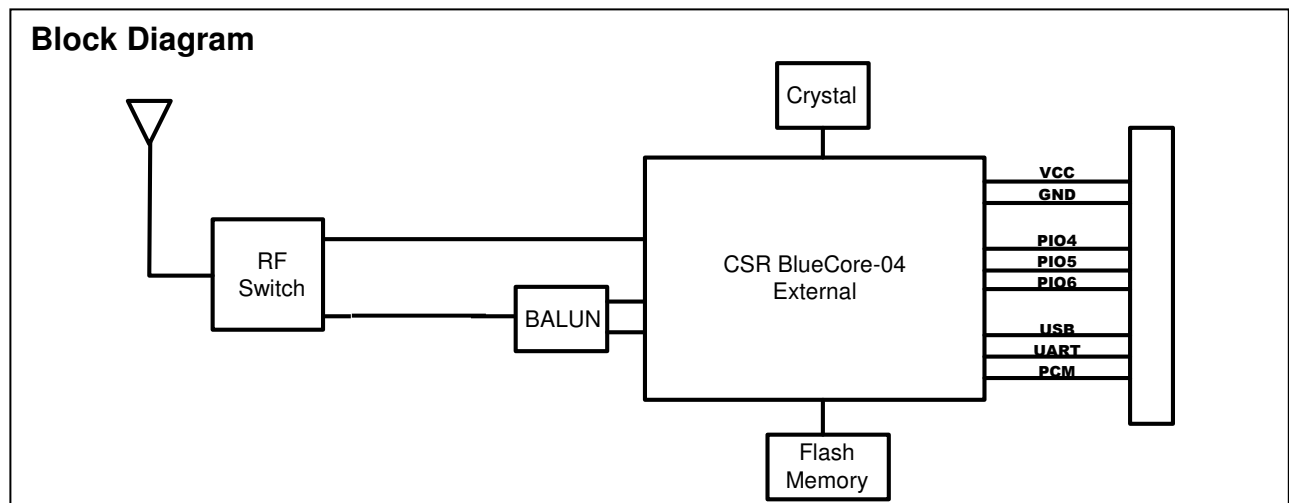 Block Diagram
Crystal
VCC
GND
RF
Switch
CSR BlueCore-04
External
PIO4
PIO5
PIO6
BALUN
USB
UART
PCM
Flash
Memory